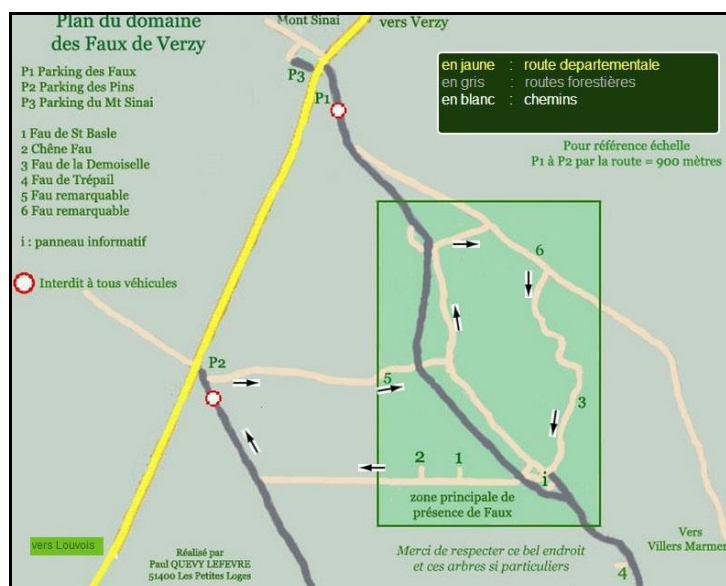 Plan du domaine
des Faux de Verzy
Mont Sinai
vers Verzy
P1 Parking des Faux
P2 Parking des Pins
P3 Parking du Mt Sinai
P3
P1
en jaune : route departementale
en gris : routes forestières
en blanc : chemins
1 Fau de St Basle
2 Chêne Fau
3 Fau de la Demoiselle
4 Fau de Trépail
5 Fau remarquable
6 Fau remarquable
Pour référence échelle
P1 à P2 par la route = 900 mètres
i : panneau informatif
Interdit à tous véhicules
6
P2
5
3
2
1
i
zone principale de
présence de Faux
vers Louvois
Réalisé par
Paul QUEVY LEFEVRE
51400 Les Petites Loges
Merci de respecter ce bel endroit
et ces arbres si particuliers
Vers
Villers Marmer
4